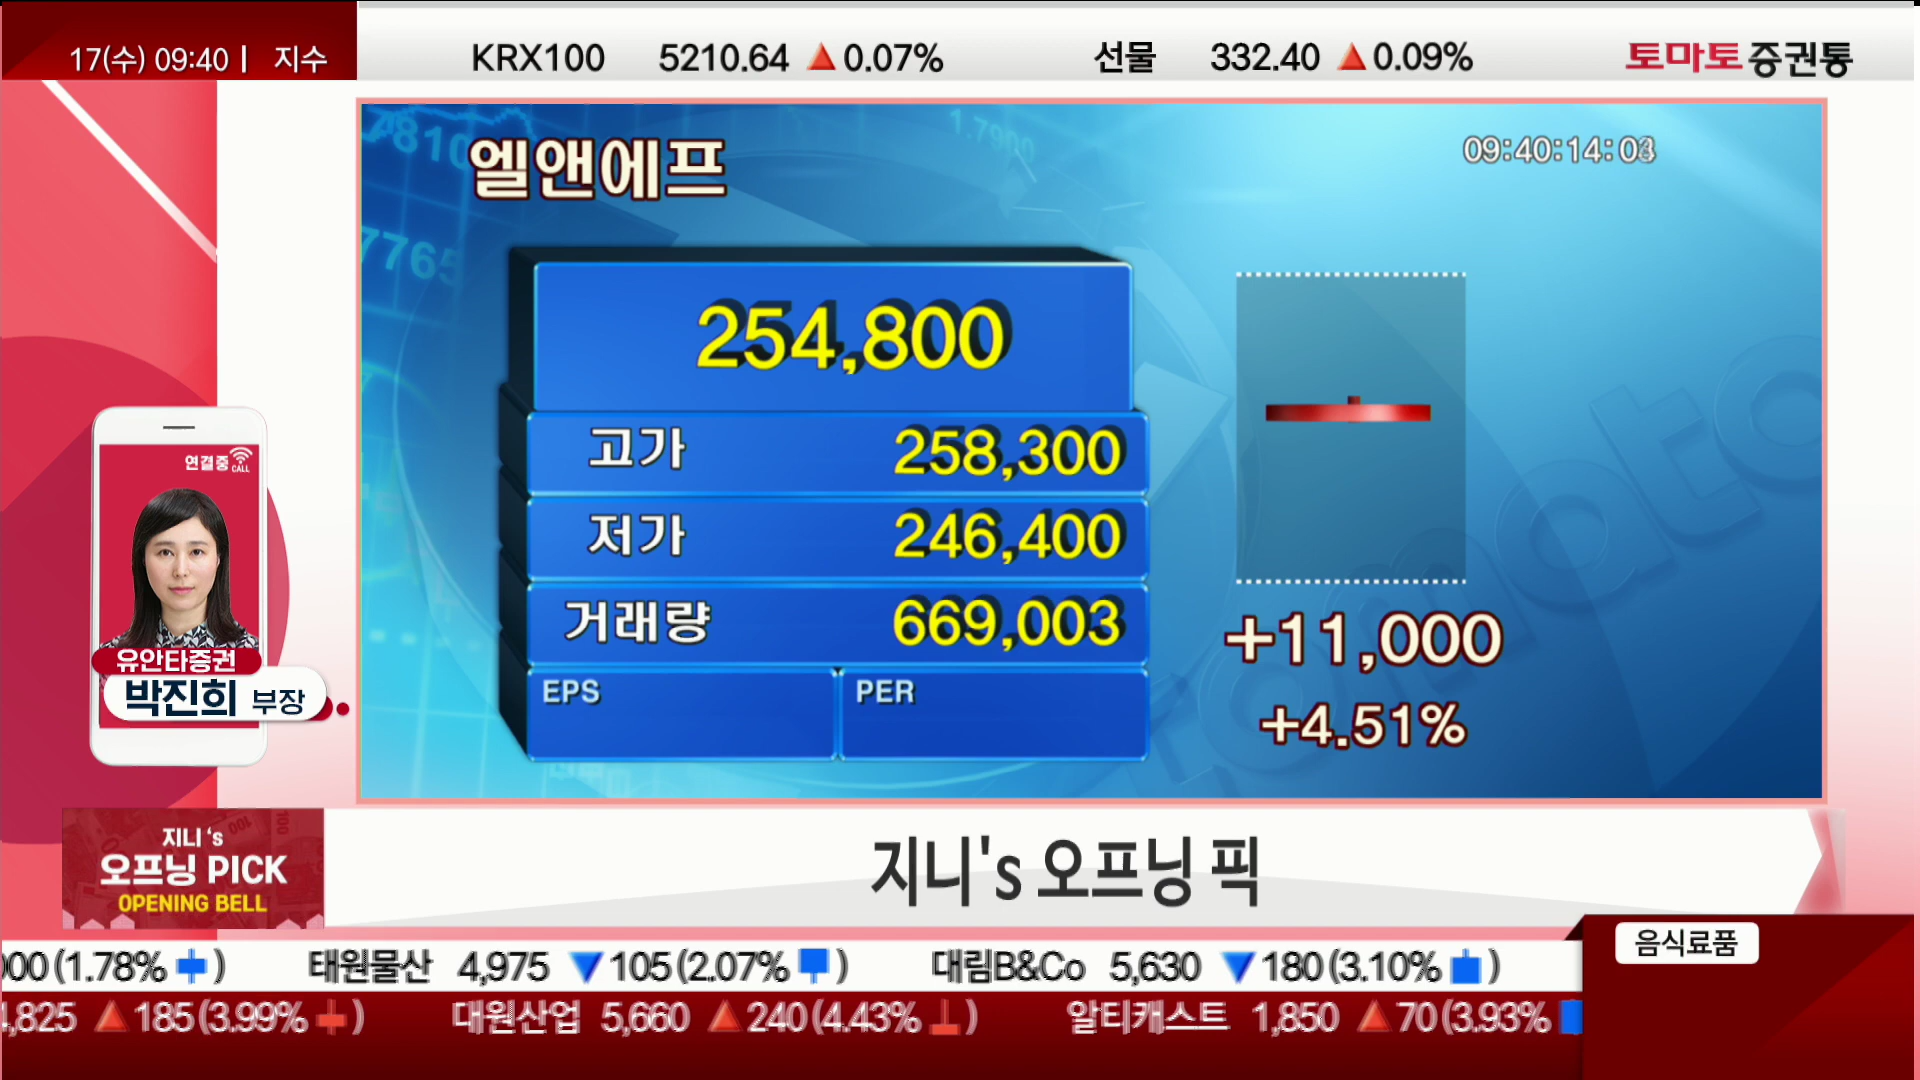 17(수) 09:40 | 지수
KRX100 5210.64 ▲ 0.07%
선물 332.40 ▲ 0.09%
토마토증권통
엘앤에프
09:40:14:03
254,800
고가 258,300
저가 246,400
거래량 669,003
EPS PER
+11,000
+4.51%
연결중 CALL
유안타증권
박진희 부장
지니's
오프닝 PICK
OPENING BELL
지니's 오프닝 픽
음식료품
(1.78% ) 태원물산 4,975 ▼ 105 (2.07% ) 대림B&Co 5,630 ▼ 180 (3.10% )
4,825 ▲ 185 (3.99% ) 대원산업 5,660 ▲ 240 (4.43% ) 알티캐스트 1,850 ▲ 70 (3.93%